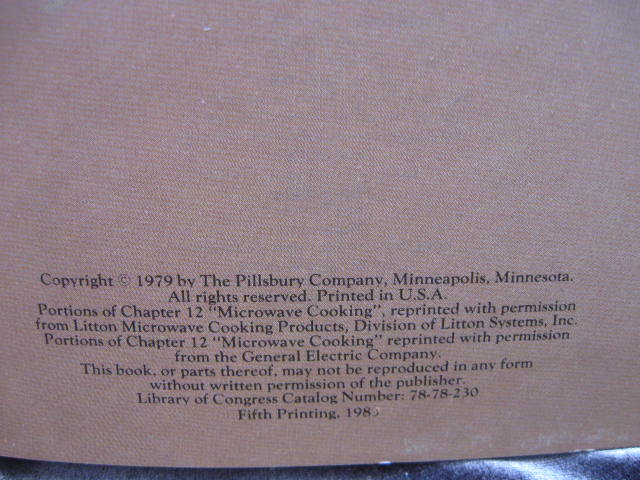 Copyright © 1979 by The Pillsbury Company, Minneapolis, Minnesota.
All rights reserved. Printed in U.S.A.
Portions of Chapter 12 "Microwave Cooking", reprinted with permission
from Litton Microwave Cooking Products, Division of Litton Systems, Inc.
Portions of Chapter 12 "Microwave Cooking" reprinted with permission
from the General Electric Company.
This book, or parts thereof, may not be reproduced in any form
without written permission of the publisher.
Library of Congress Catalog Number: 78-78-230
Fifth Printing,